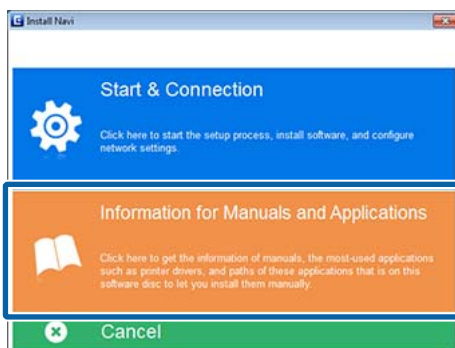 Install Navi
Start & Connection
Click here to start the setup process, install software, and configure
network settings.
Information for Manuals and Applications
Click here to get the information of manuals, the most-used applications
such as printer drivers, and paths of these applications that is on this
software disc to let you install them manually.
Cancel